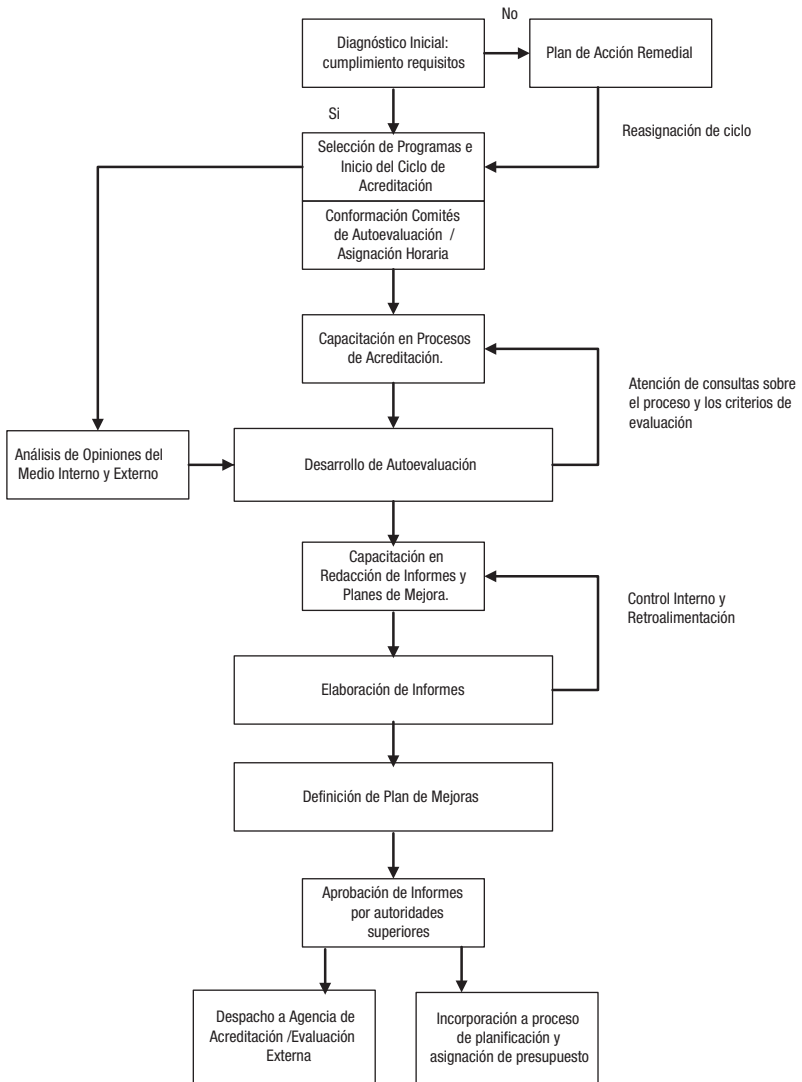 No
Diagnóstico Inicial:
cumplimiento requisitos
Plan de Acción Remedial
Si
Reasignación de ciclo
Selección de Programas e
Inicio del Ciclo de
Acreditación
Conformación Comités
de Autoevaluación /
Asignación Horaria
Capacitación en Procesos
de Acreditación.
Atención de consultas sobre
el proceso y los criterios de
evaluación
Análisis de Opiniones del
Medio Interno y Externo
Desarrollo de Autoevaluación
Capacitación en
Redacción de Informes y
Planes de Mejora.
Control Interno y
Retroalimentación
Elaboración de Informes
Definición de Plan de Mejoras
Aprobación de Informes
por autoridades
superiores
Despacho a Agencia de
Acreditación /Evaluación
Externa
Incorporación a proceso
de planificación y
asignación de presupuesto